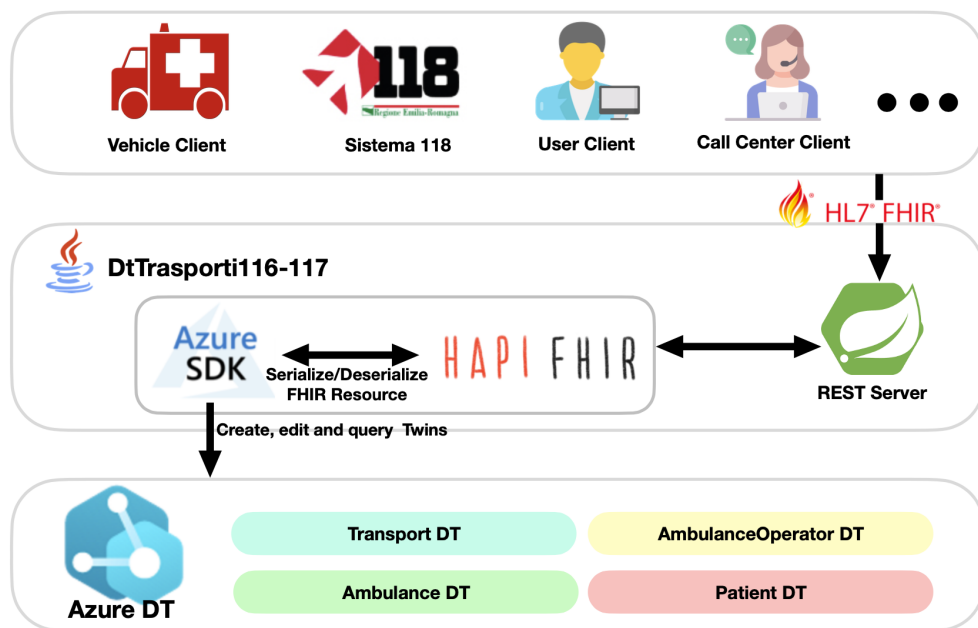 118
Regione Emilia-Romagna
Vehicle Client
Sistema 118
User Client
Call Center Client
HL7® FHIR®
DtTrasporti116-117
Azure
SDK
HAPI FHIR
Serialize/Deserialize
FHIR Resource
REST Server
Create, edit and query Twins
Transport DT
AmbulanceOperator DT
Ambulance DT
Patient DT
Azure DT